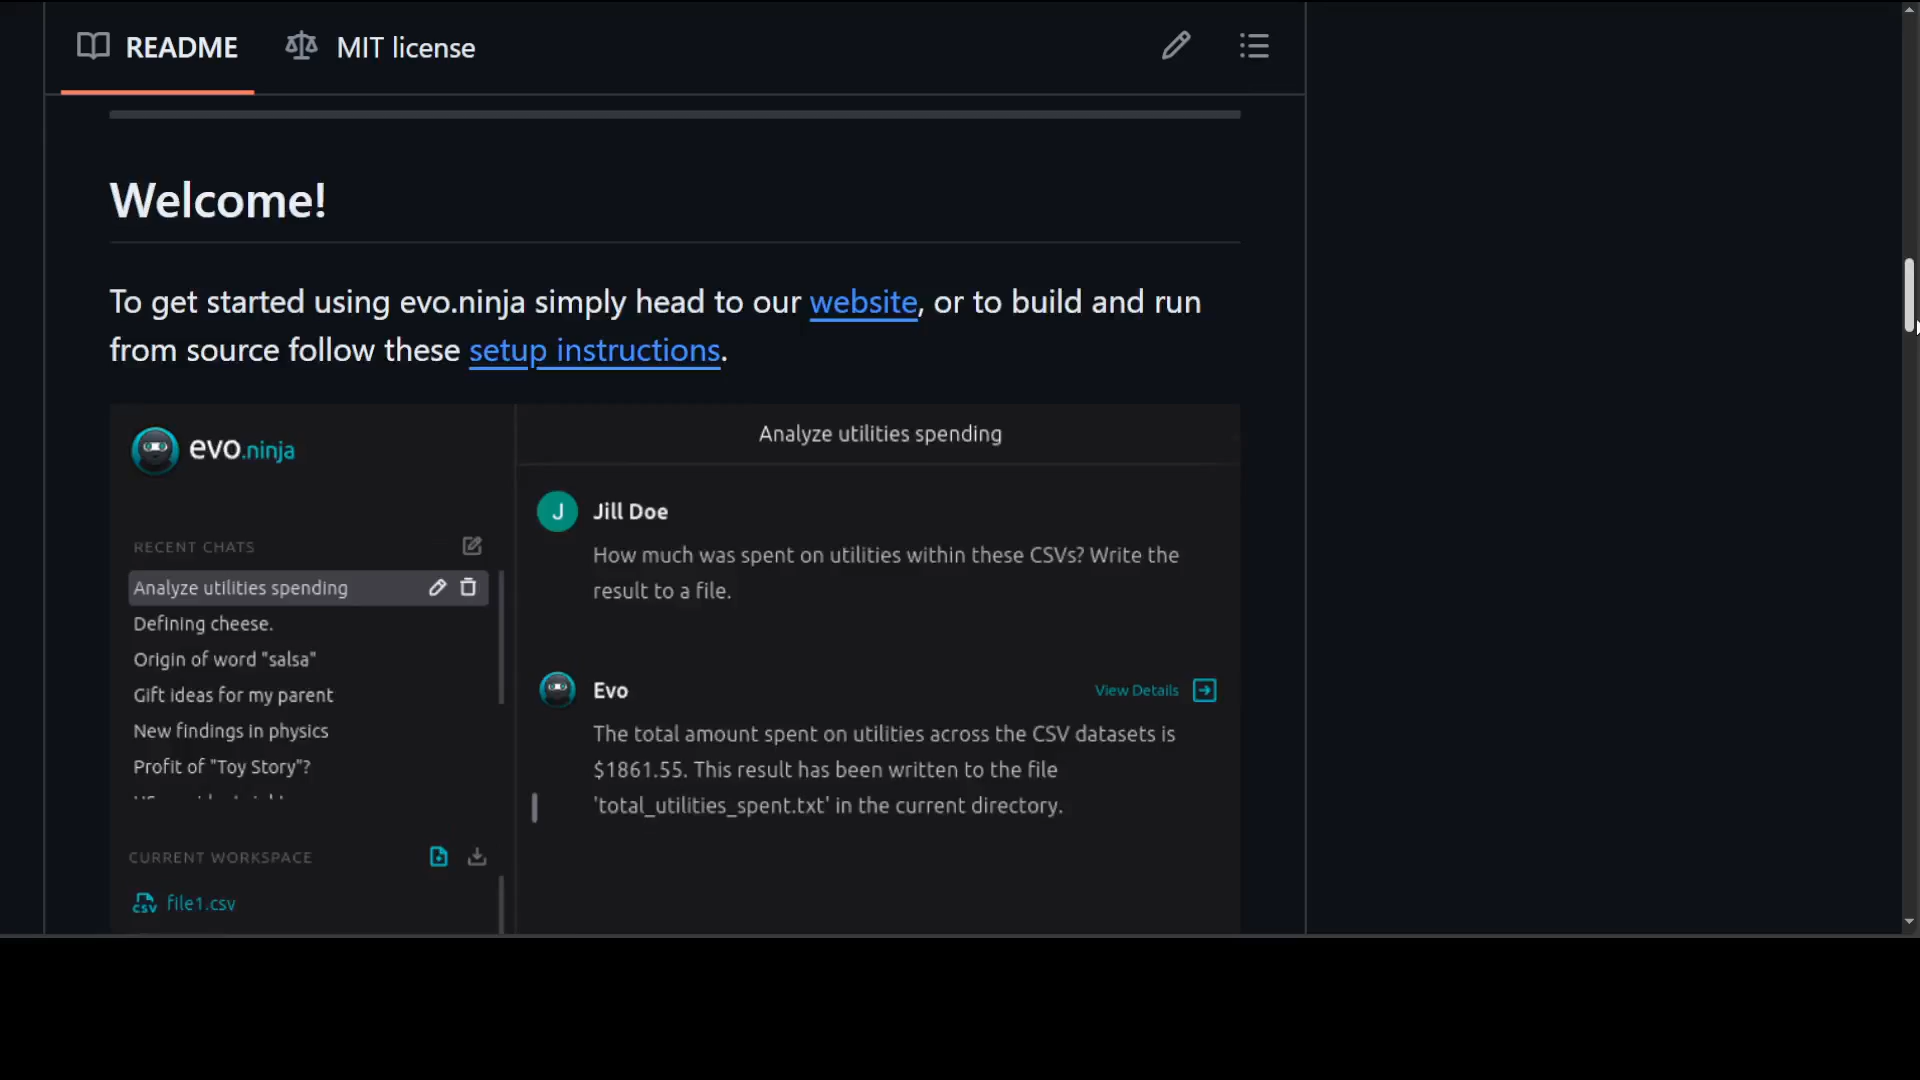 README
MIT license
Welcome!
To get started using evo.ninja simply head to our website, or to build and run
from source follow these setup instructions.
evo.ninja
Analyze utilities spending
J
Jill Doe
How much was spent on utilities within these CSVs? Write the
result to a file.
RECENT CHATS
Analyze utilities spending
Defining cheese.
Origin of word "salsa"
Gift ideas for my parent
New findings in physics
Profit of "Toy Story"?
Evo
View Details
The total amount spent on utilities across the CSV datasets is
$1861.55. This result has been written to the file
'total_utilities_spent.txt' in the current directory.
CURRENT WORKSPACE
CSV file1.csv